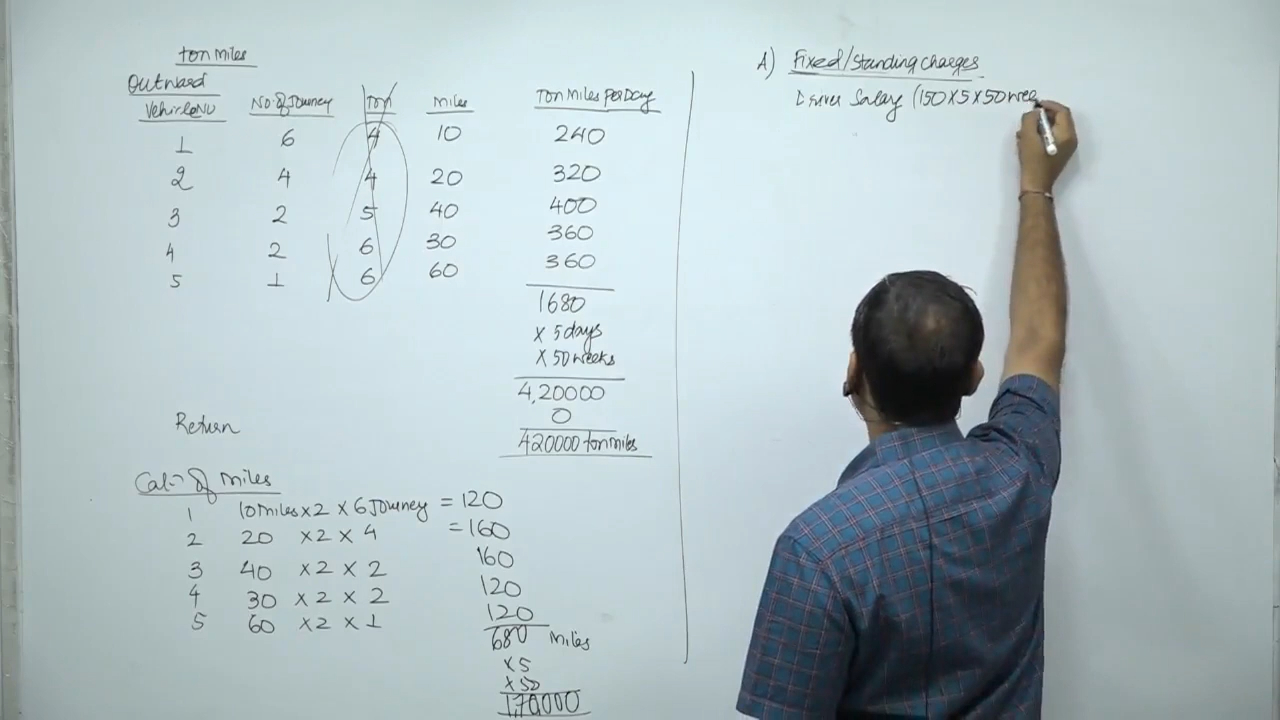 Ton Miles
Outward
Vehicle NU No of Journey Ton Miles Ton Miles Per Day
1 6 4 10 240
2 4 4 20 320
3 2 5 40 400
4 2 6 30 360
5 1 6 60 360
1680
x 5 days
x 50 weeks
4,20000
Return 0
420000 ton miles
Cal. of miles
1 10 Miles x 2 x 6 Journey = 120
2 20 x 2 x 4 = 160
3 40 x 2 x 2 160
4 30 x 2 x 2 120
5 60 x 2 x 1 120
680 Miles
x 5
x 50
1,70000
A) Fixed/Standing charges
Driver Salary (150 x 5 x 50 wee